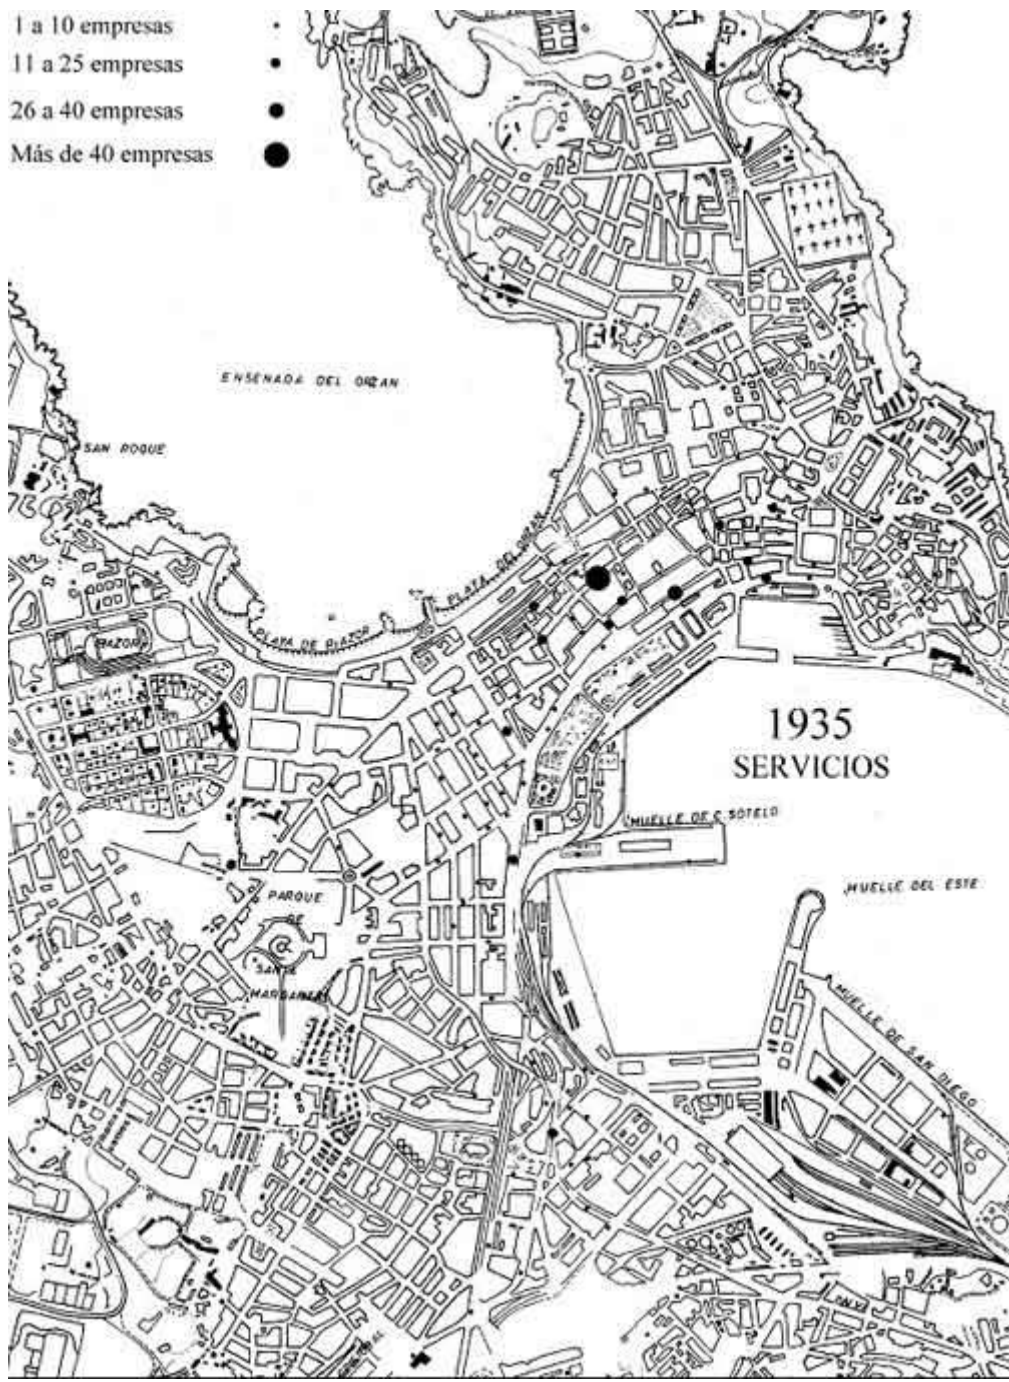 1 a 10 empresas
11 a 25 empresas
26 a 40 empresas
Más de 40 empresas
ENSENADA DEL ORZAN
SAN ROQUE
PLAYA DEL ORZAN
PLAYA DE RIAZOR
RIAZOR
1935
SERVICIOS
MUELLE DE C. SOTELO
MUELLE DEL ESTE
PARQUE
DE
SANTA
MARGARITA
MUELLE DE SAN DIEGO